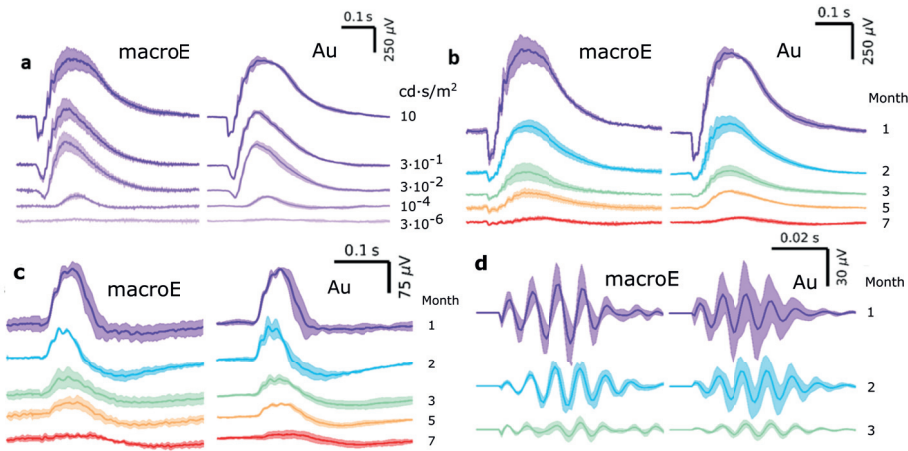 a
macroE
Au
0.1 s
250 μV
cd·s/m²
10
3·10⁻¹
3·10⁻²
10⁻⁴
3·10⁻⁶
b
macroE
Au
0.1 s
250 μV
Month
1
2
3
5
7
c
macroE
Au
0.1 s
75 μV
Month
1
2
3
5
7
d
macroE
Au
0.02 s
30 μV
Month
1
2
3